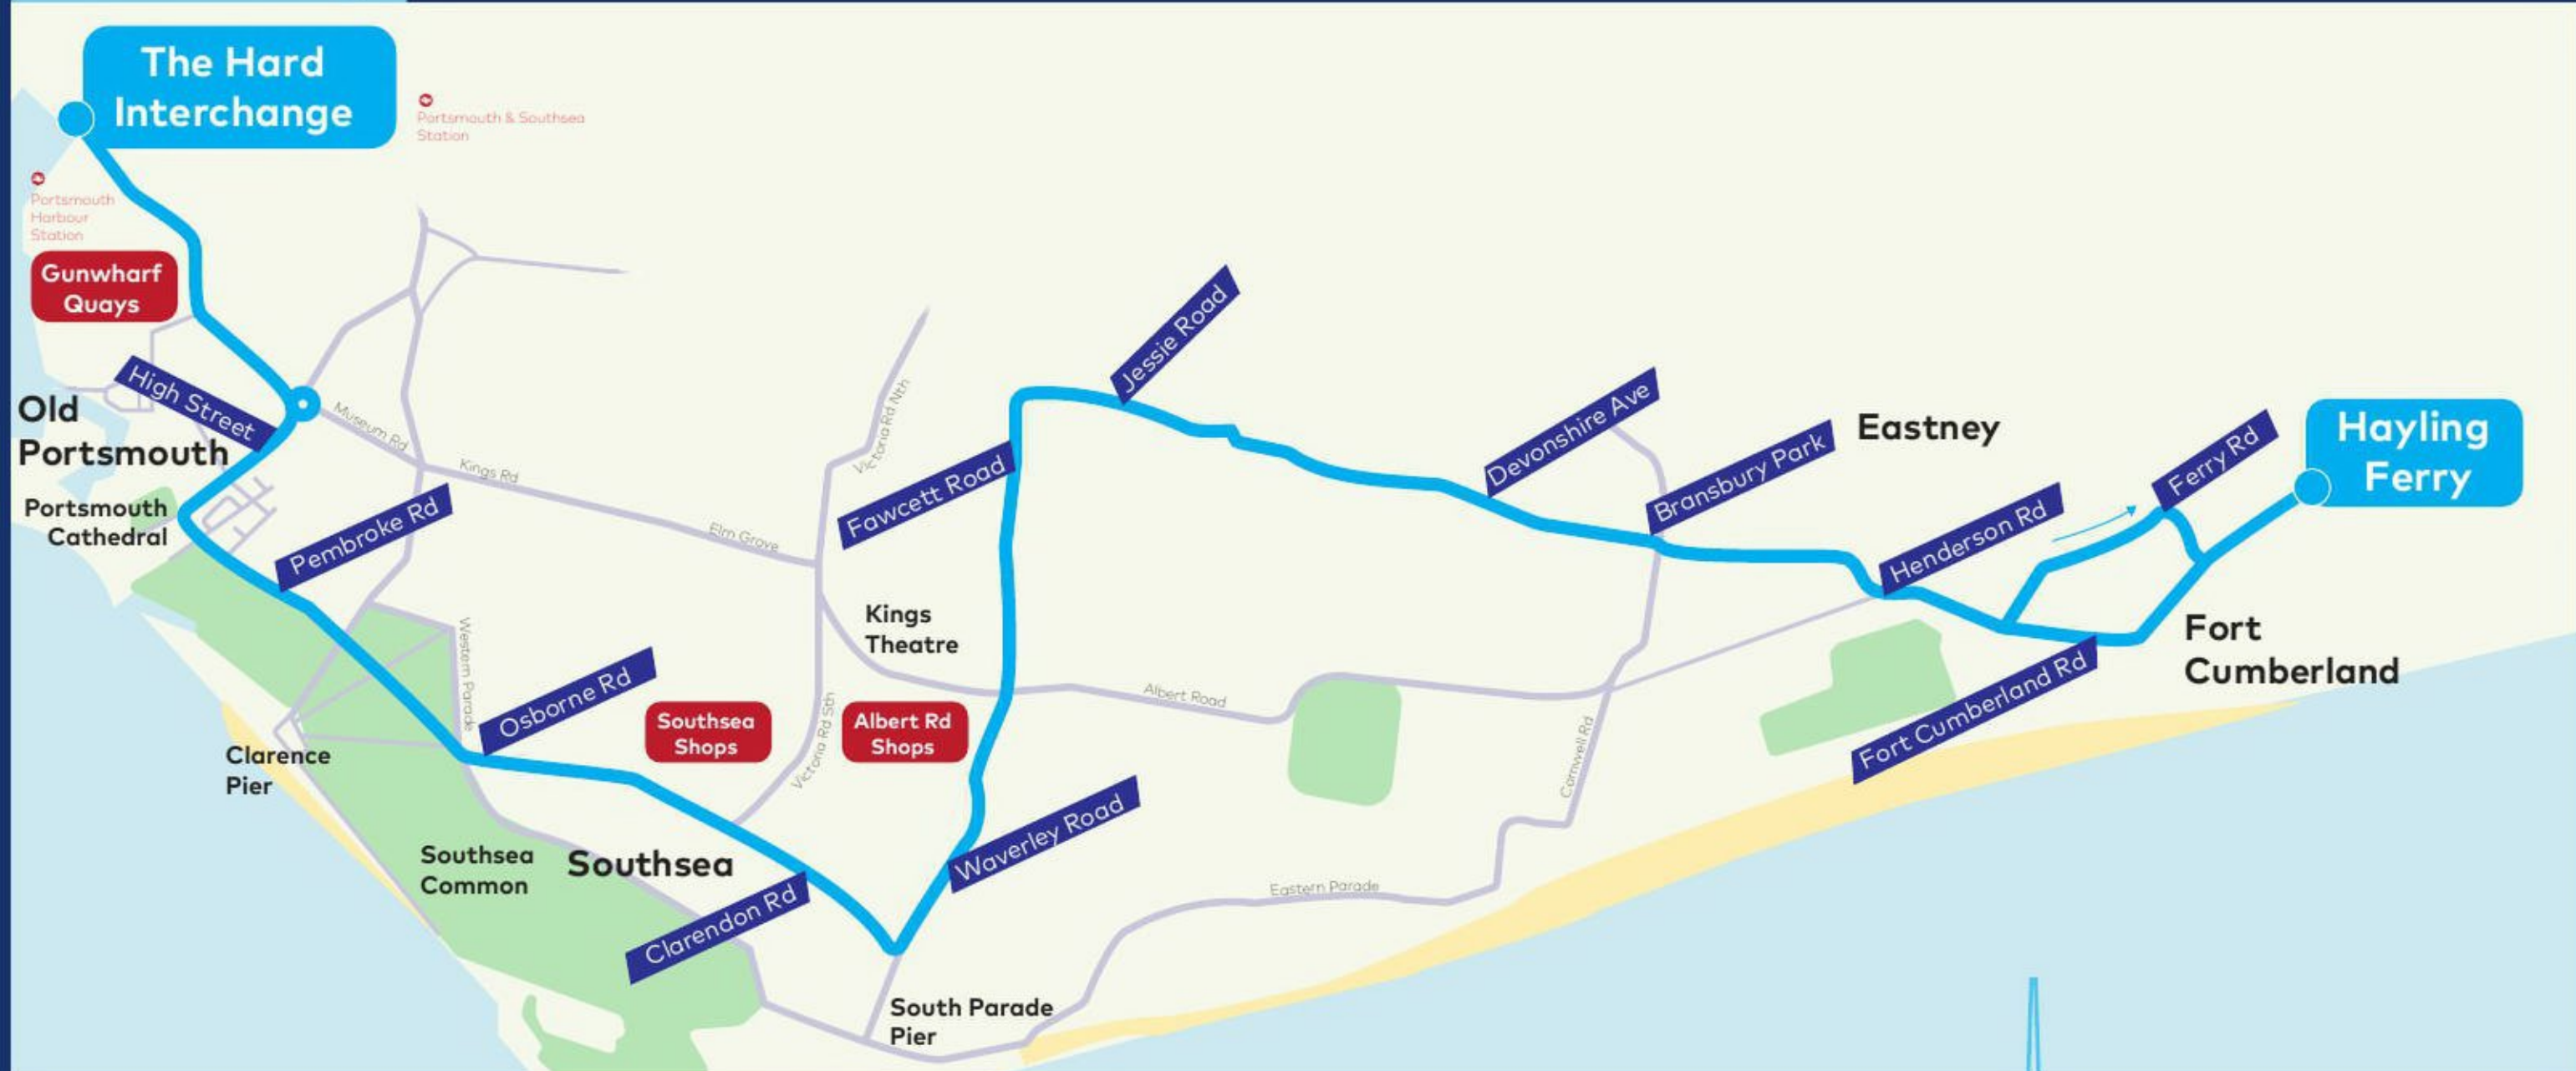 The Hard
Interchange
Portsmouth & Southsea
Station
Portsmouth
Harbour
Station
Gunwharf
Quays
High Street
Old
Portsmouth
Portsmouth
Cathedral
Museum Rd
Kings Rd
Pembroke Rd
Elm Grove
Victoria Rd Nth
Fawcett Road
Jessie Road
Devonshire Ave
Bransbury Park
Eastney
Henderson Rd
Ferry Rd
Hayling
Ferry
Fort
Cumberland
Fort Cumberland Rd
Kings
Theatre
Western Parade
Osborne Rd
Southsea
Shops
Victoria Rd Sth
Albert Rd
Shops
Albert Road
Clarence
Pier
Southsea
Common
Southsea
Clarendon Rd
Waverley Road
Eastern Parade
South Parade
Pier